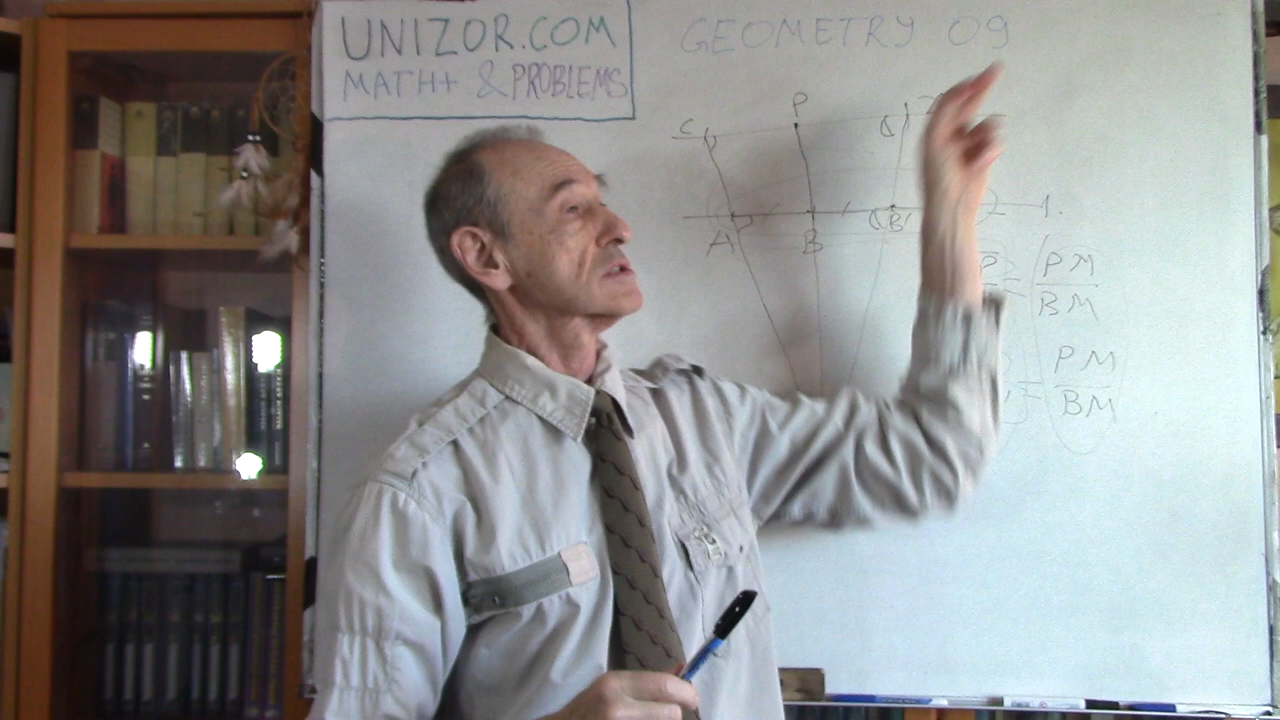 UNIZOR.COM
MATH+ & PROBLEMS
GEOMETRY 09
C P Q
A B B'
P = PM
BM
= PM
BM